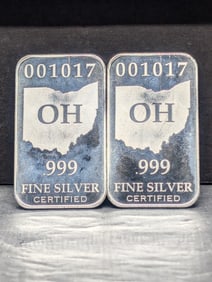 001017
OH
.999
FINE SILVER
CERTIFIED
001017
OH
.999
FINE SILVER
CERTIFIED